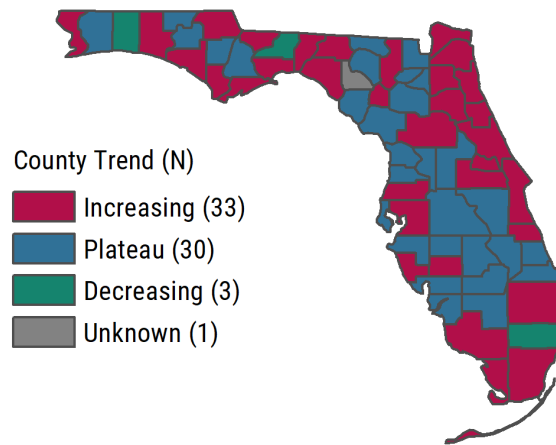 County Trend (N)
Increasing (33)
Plateau (30)
Decreasing (3)
Unknown (1)